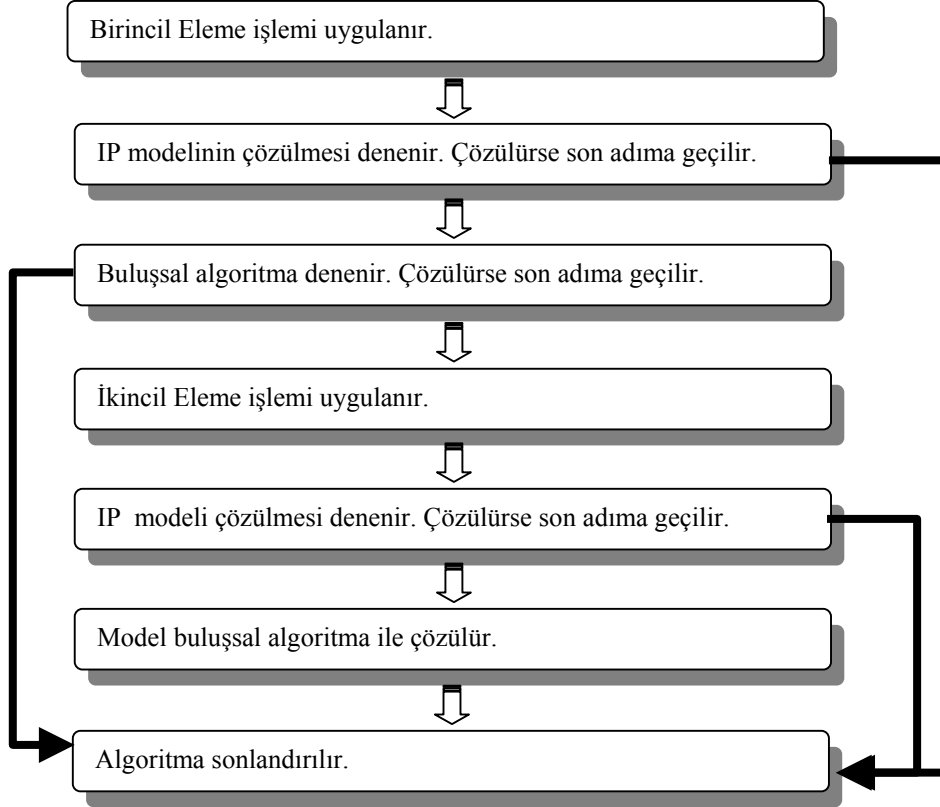 Birincil Eleme işlemi uygulanır.
IP modelinin çözülmesi denenir. Çözülürse son adıma geçilir.
Buluşsal algoritma denenir. Çözülürse son adıma geçilir.
İkincil Eleme işlemi uygulanır.
IP modeli çözülmesi denenir. Çözülürse son adıma geçilir.
Model buluşsal algoritma ile çözülür.
Algoritma sonlandırılır.